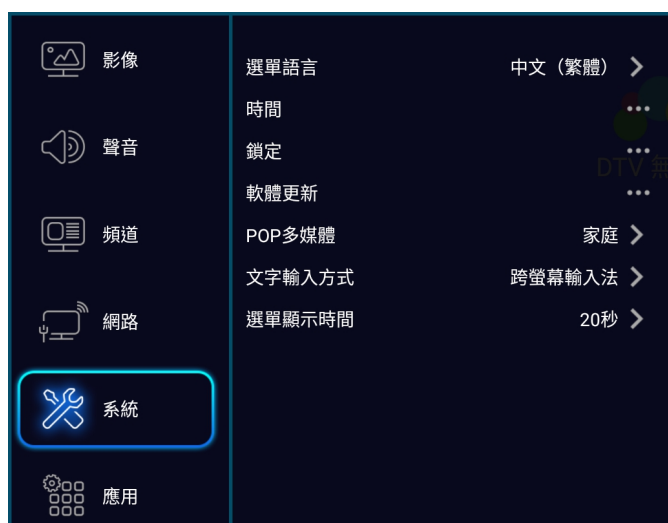 影像
聲音
頻道
網路
系統
應用
選單語言 中文（繁體）
時間 •••
鎖定 •••
軟體更新 •••
POP多媒體 家庭
文字輸入方式 跨螢幕輸入法
選單顯示時間 20秒
DTV 無